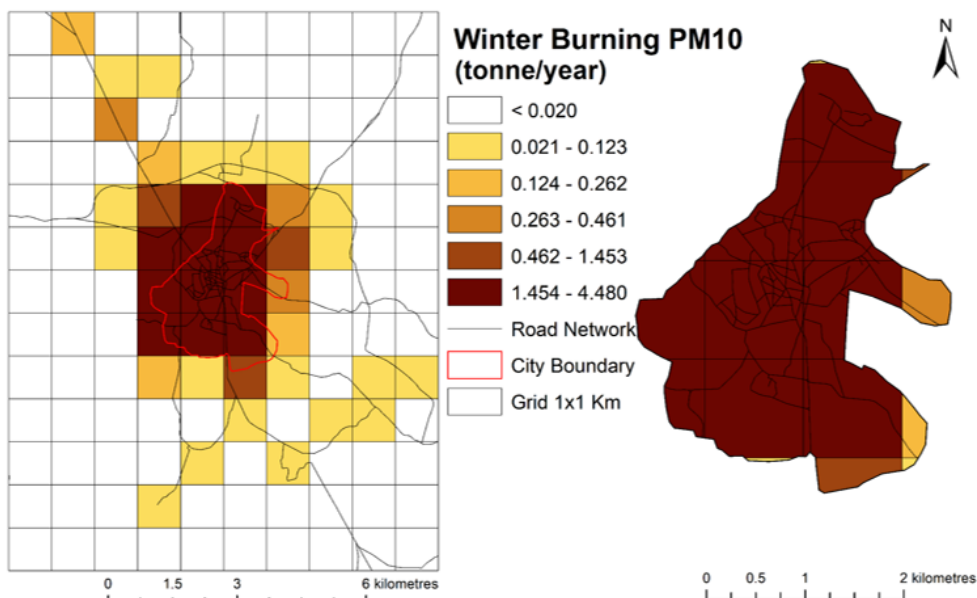 Winter Burning PM10
(tonne/year)
< 0.020
0.021 - 0.123
0.124 - 0.262
0.263 - 0.461
0.462 - 1.453
1.454 - 4.480
Road Network
City Boundary
Grid 1x1 Km
N
0 1.5 3 6 kilometres
0 0.5 1 2 kilometres